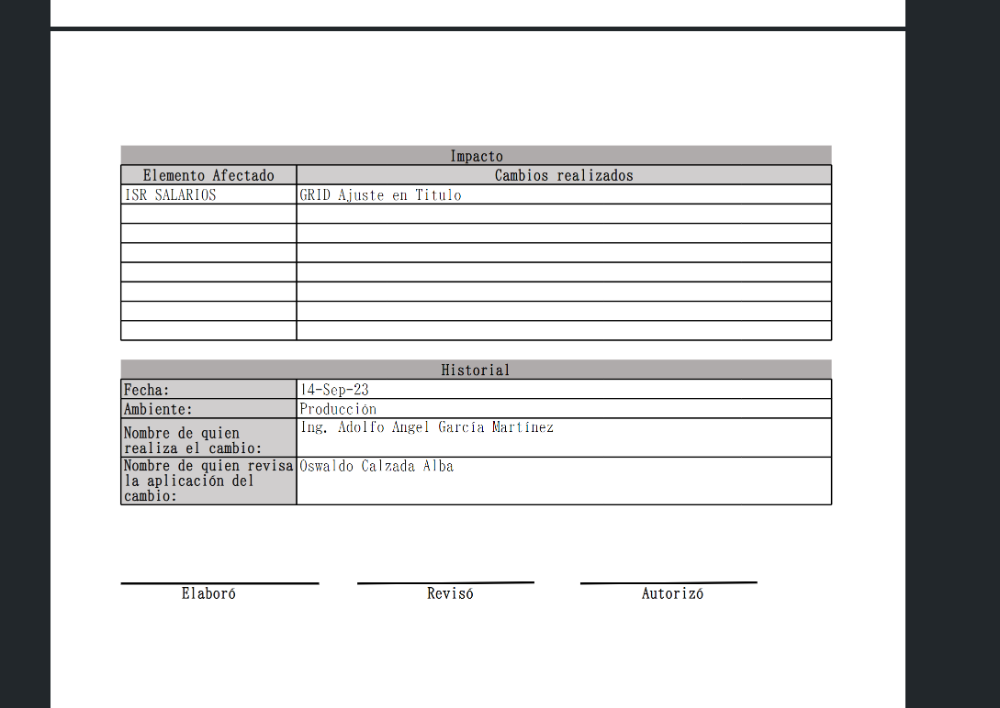 Impacto
Elemento Afectado Cambios realizados
ISR SALARIOS GRID Ajuste en Titulo
Historial
Fecha: 14-Sep-23
Ambiente: Producción
Nombre de quien
realiza el cambio: Ing. Adolfo Angel García Martínez
Nombre de quien revisa Oswaldo Calzada Alba
la aplicación del
cambio:
Elaboró Revisó Autorizó